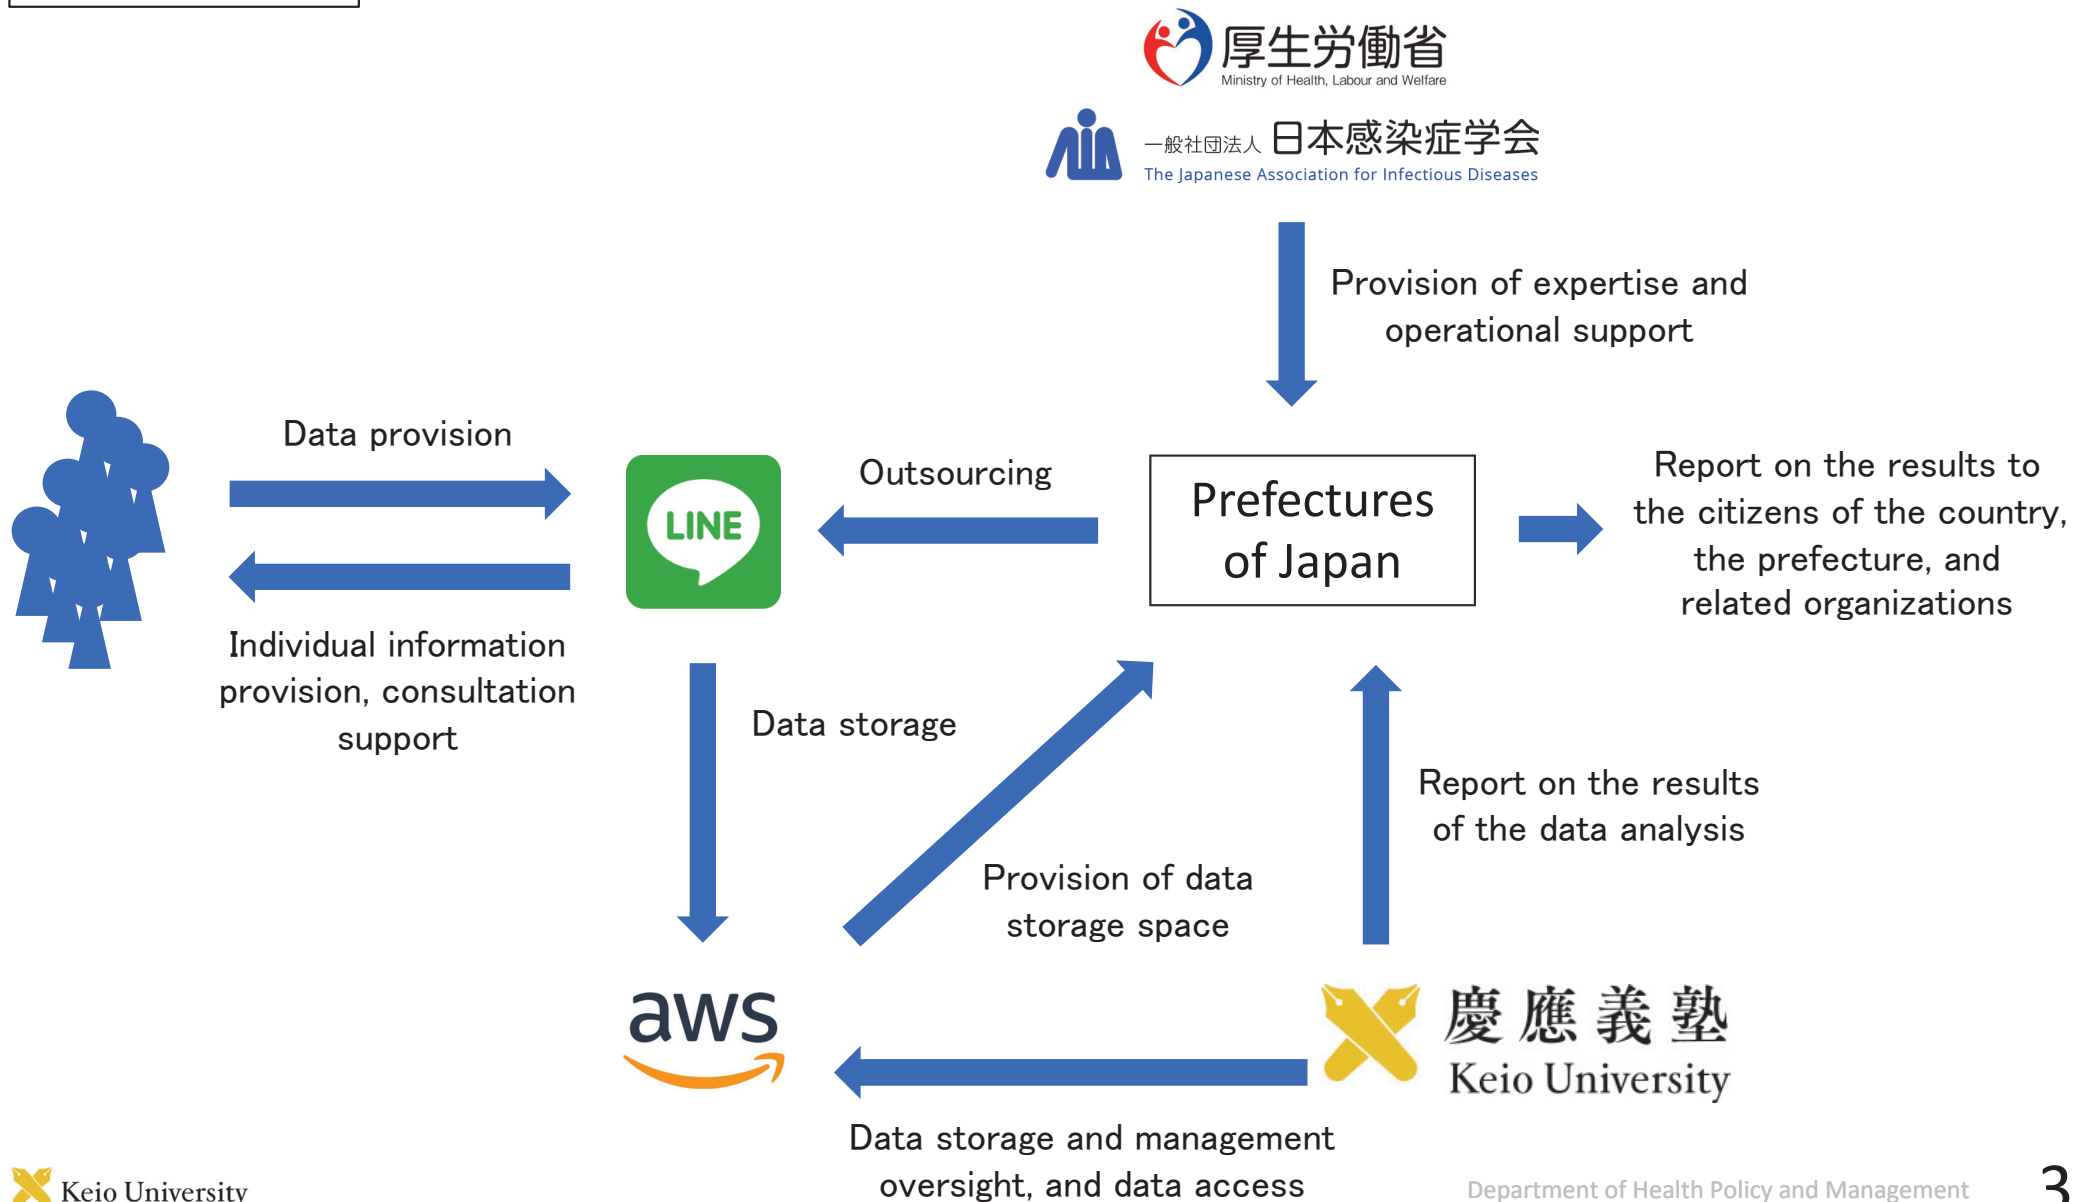 厚生労働省
Ministry of Health, Labour and Welfare
一般社団法人 日本感染症学会
The Japanese Association for Infectious Diseases
Provision of expertise and
operational support
Data provision
LINE
Outsourcing
Prefectures
of Japan
Report on the results to
the citizens of the country,
the prefecture, and
related organizations
Individual information
provision, consultation
support
Data storage
Report on the results
of the data analysis
Provision of data
storage space
aws
慶應義塾
Keio University
Data storage and management
oversight, and data access
Keio University
Department of Health Policy and Management
3